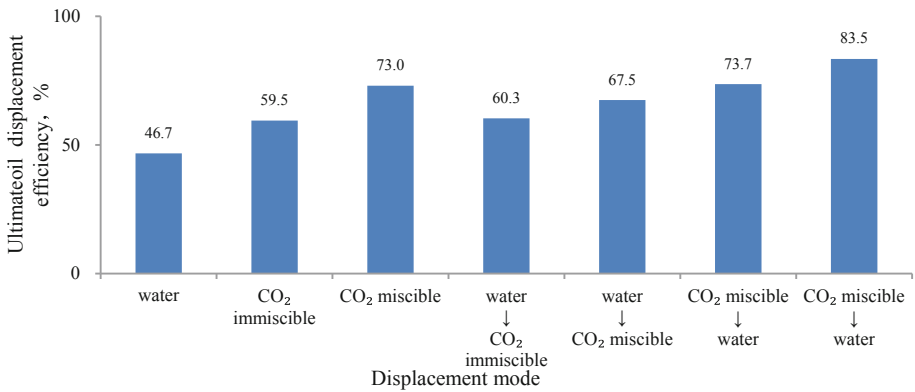 Ultimateoil displacement
efficiency, %
100
50
0
46.7
59.5
73.0
60.3
67.5
73.7
83.5
water
CO₂
immiscible
CO₂ miscible
water
↓
CO₂
immiscible
water
↓
CO₂ miscible
CO₂ miscible
↓
water
CO₂ miscible
↓
water
Displacement mode